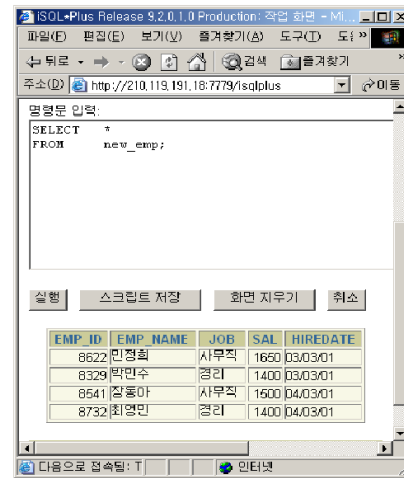 iSQL*Plus Release 9.2.0.1.0 Production: 작업 화면 - Mi...
파일(F) 편집(E) 보기(V) 즐겨찾기(A) 도구(T) »
뒤로 검색 즐겨찾기 »
주소(D) http://210.119.191.18:7779/isqlplus 이동
명령문 입력:
SELECT *
FROM new_emp;
실행 스크립트 저장 화면 지우기 취소
EMP_ID EMP_NAME JOB SAL HIREDATE
8622 민정희 사무직 1650 03/03/01
8329 박민수 경리 1400 03/03/01
8541 장동아 사무직 1500 04/03/01
8732 최영민 경리 1400 04/03/01
다음으로 접속됨: T 인터넷